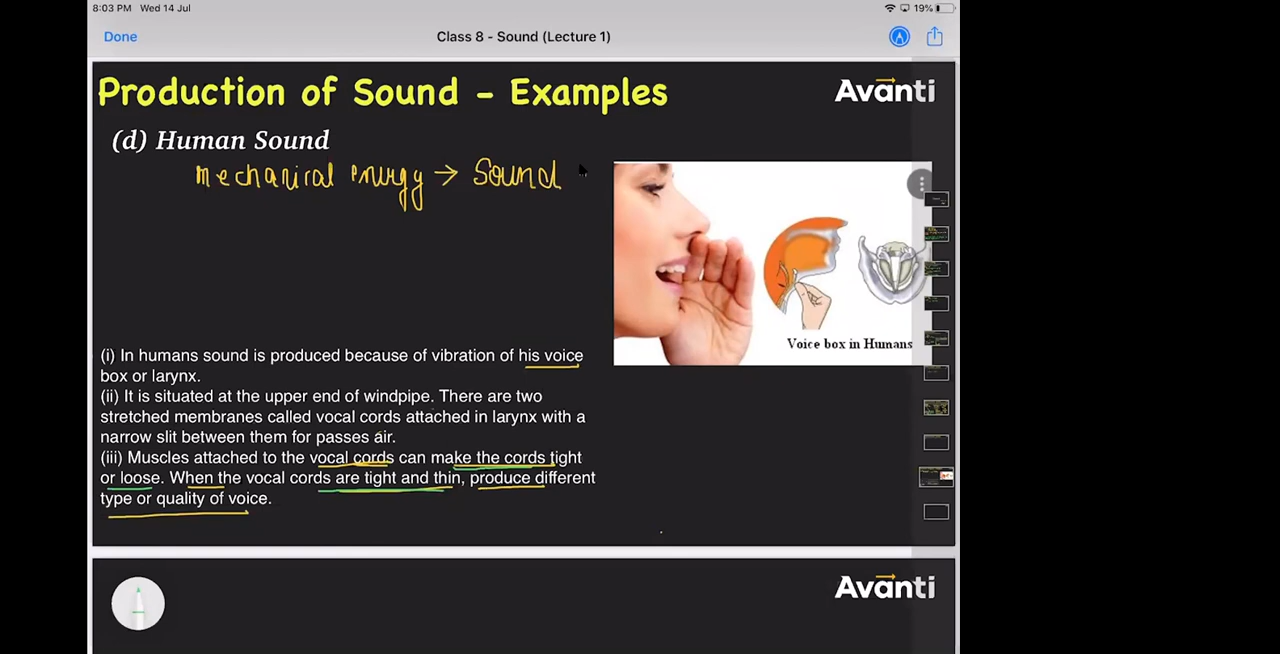 8:03 PM Wed 14 Jul
19%
Done
Class 8 - Sound (Lecture 1)
Production of Sound - Examples
Avanti
(d) Human Sound
Mechanical Energy → Sound
Voice box in Humans
(i) In humans sound is produced because of vibration of his voice
box or larynx.
(ii) It is situated at the upper end of windpipe. There are two
stretched membranes called vocal cords attached in larynx with a
narrow slit between them for passes air.
(iii) Muscles attached to the vocal cords can make the cords tight
or loose. When the vocal cords are tight and thin, produce different
type or quality of voice.
Avanti